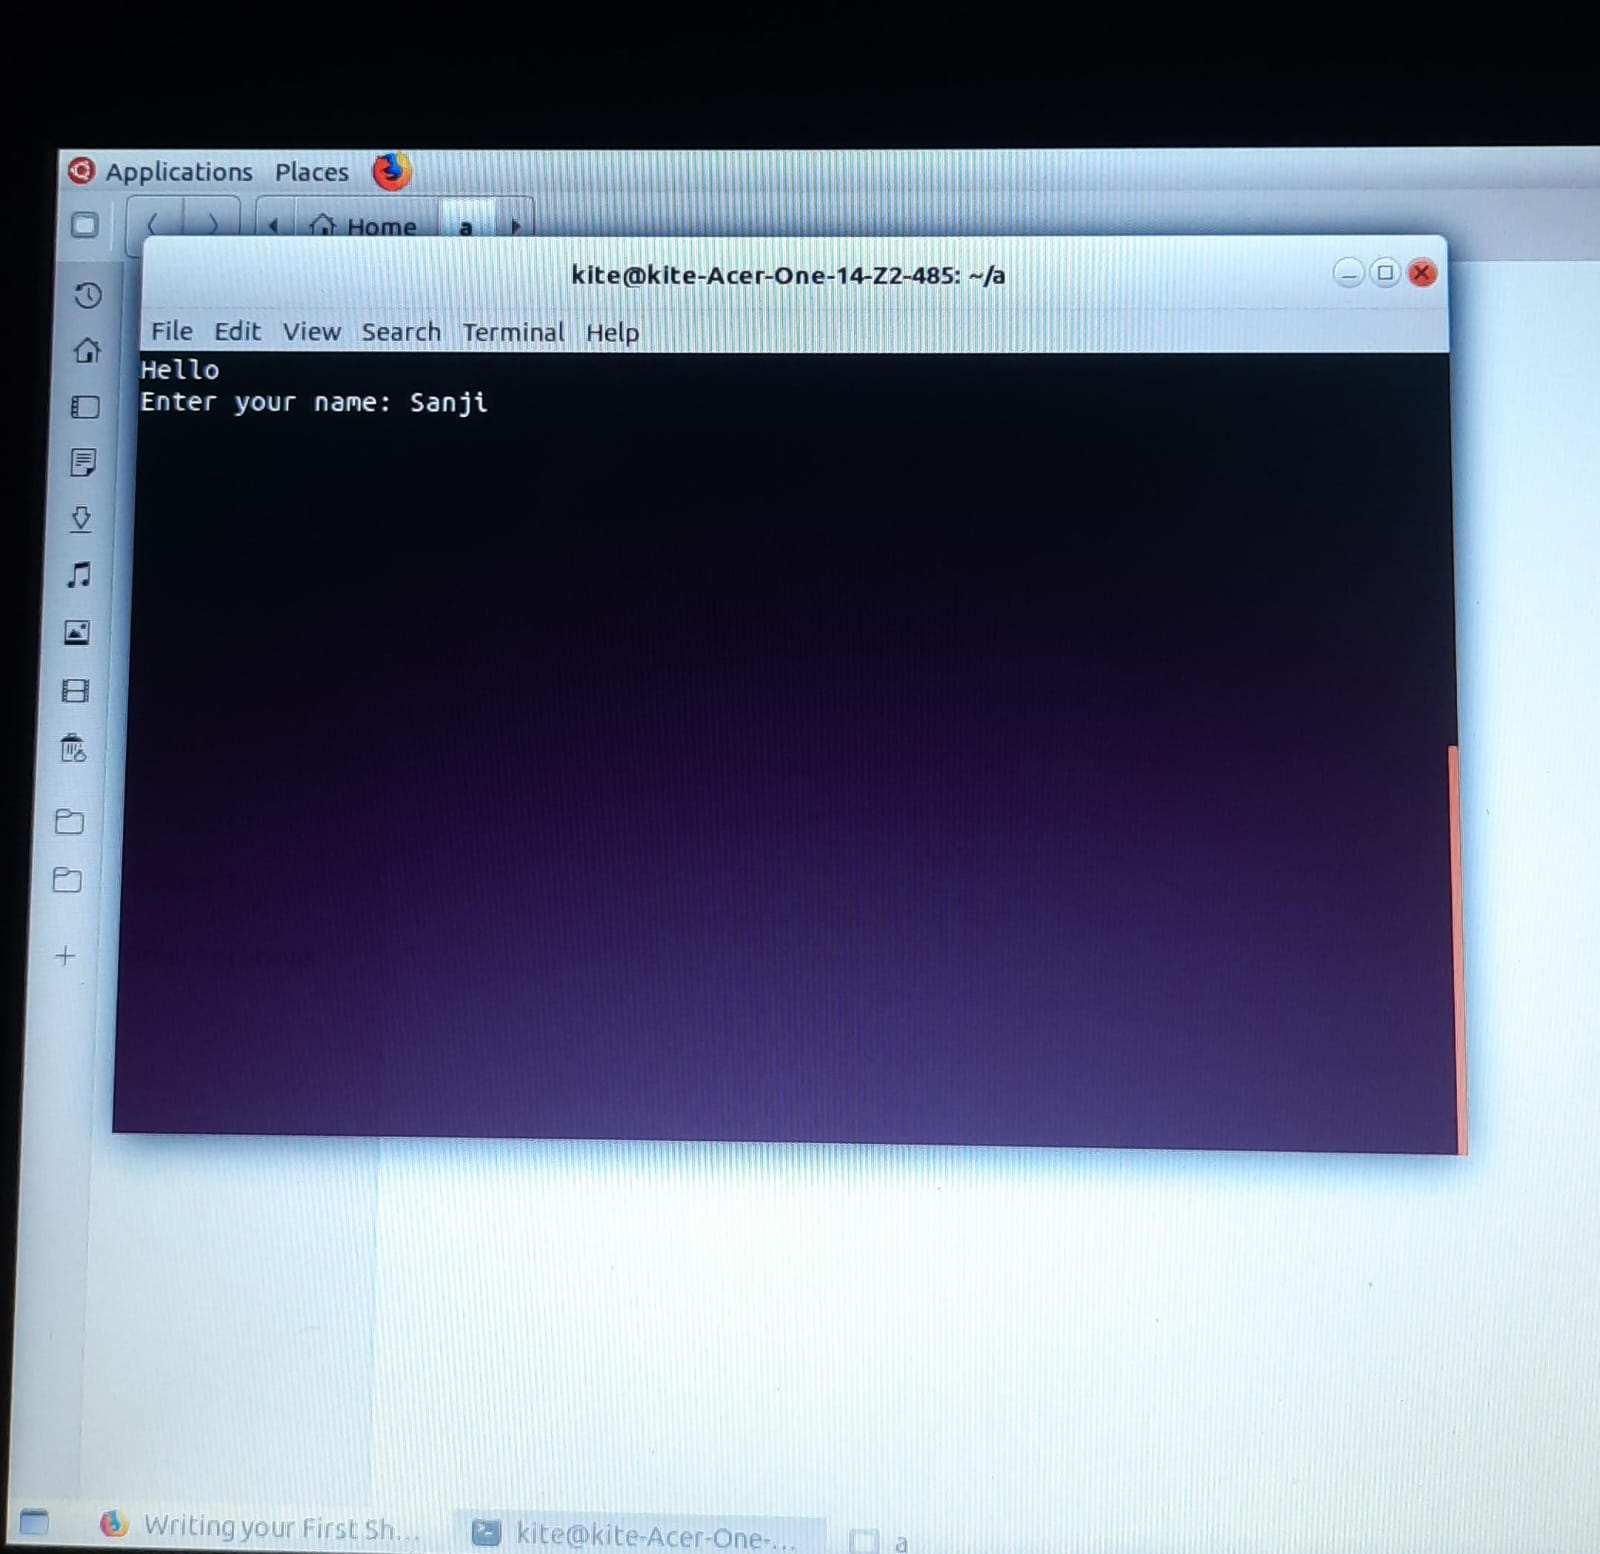 Applications Places
Home a
kite@kite-Acer-One-14-Z2-485: ~/a
File Edit View Search Terminal Help
Hello
Enter your name: Sanji
Writing your First Sh... kite@kite-Acer-One-... a